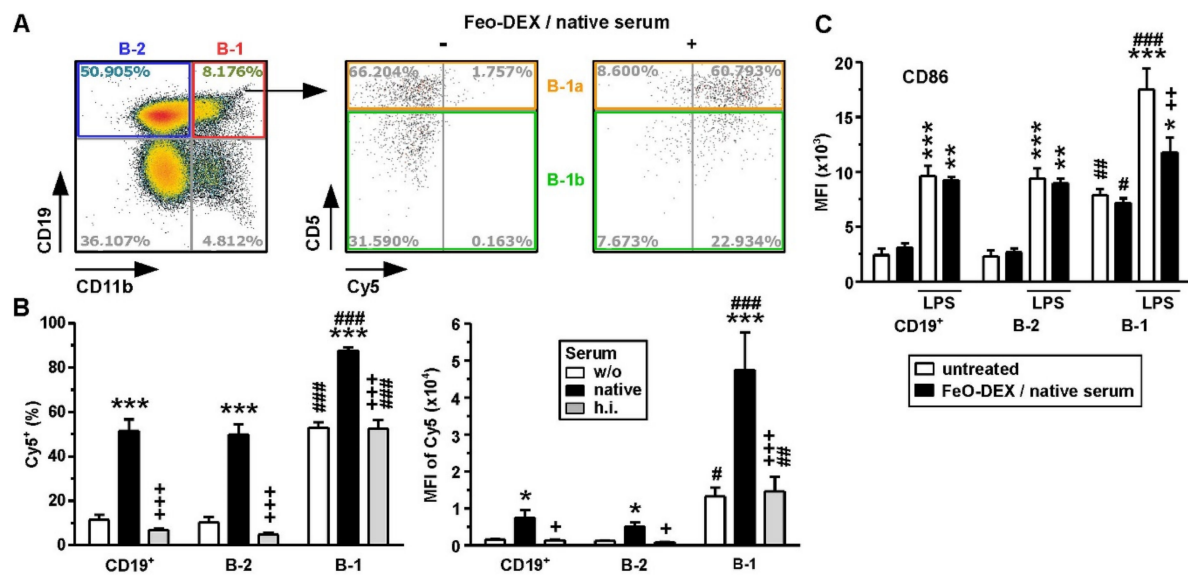 A
Feo-DEX / native serum
B-2
B-1
-
+
50.905%
8.176%
36.107%
4.812%
CD19
CD11b
66.204%
1.757%
31.590%
0.163%
CD5
Cy5
B-1a
B-1b
8.600%
60.793%
7.673%
22.934%
B
Cy5⁺ (%)
100
80
60
40
20
0
***
+++
***
+++
###
###
***
+++
###
CD19⁺
B-2
B-1
MFI of Cy5 (x10⁴)
6
5
4
3
2
1
0
Serum
w/o
native
h.i.
*
+
*
+
#
###
***
+++
##
CD19⁺
B-2
B-1
C
CD86
MFI (x10³)
20
15
10
5
0
***
**
***
**
##
#
###
***
++
*
LPS
LPS
LPS
CD19⁺
B-2
B-1
untreated
FeO-DEX / native serum